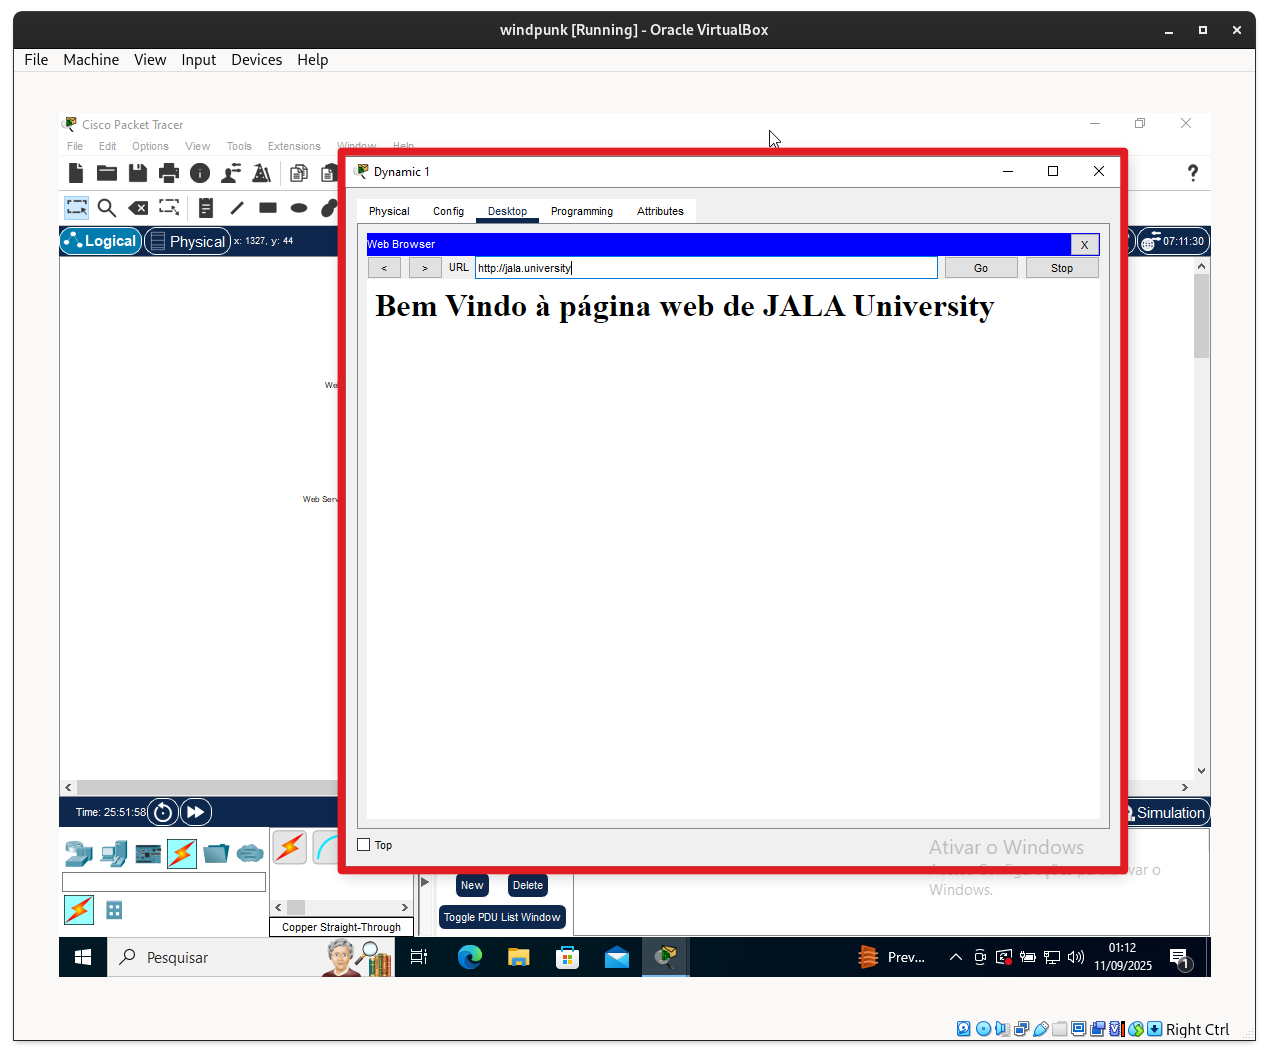 windpunk [Running] - Oracle VirtualBox
File Machine View Input Devices Help
Cisco Packet Tracer
File Edit Options View Tools Extensions Window Help
Dynamic 1
?
Physical Config Desktop Programming Attributes
Logical Physical x: 1327, y: 44
07:11:30
Web Browser
X
< > URL http://jala.university Go Stop
Bem Vindo à página web de JALA University
We
Web Serv
Time: 25:51:58
Simulation
Top
Ativar o Windows
Windows.
New Delete
Toggle PDU List Window
Copper Straight-Through
Pesquisar
Prev...
01:12
11/09/2025
1
Right Ctrl